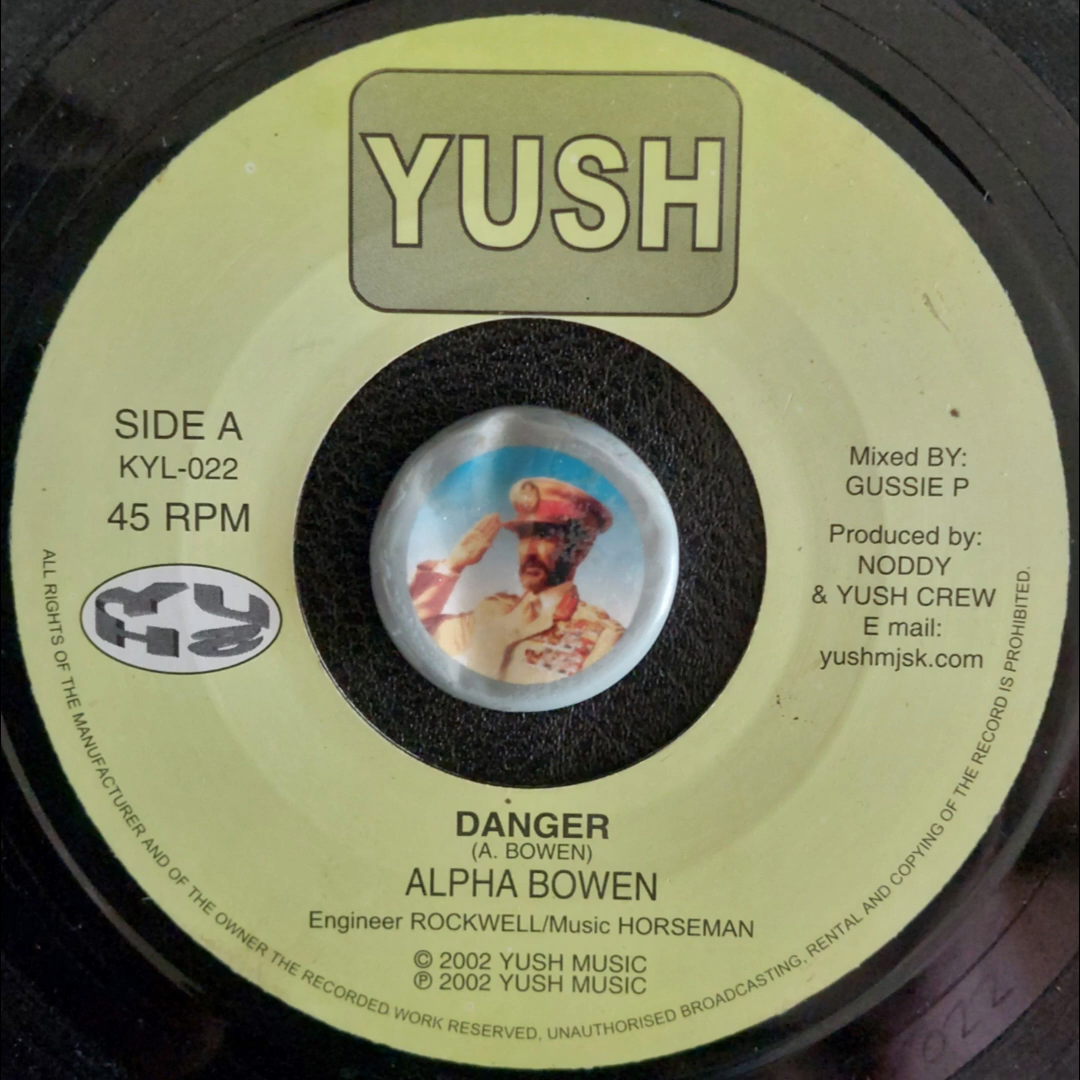 YUSH
SIDE A
KYL-022
45 RPM
Mixed BY:
GUSSIE P
Produced by:
NODDY
& YUSH CREW
E mail:
yushmjsk.com
DANGER
(A. BOWEN)
ALPHA BOWEN
Engineer ROCKWELL/Music HORSEMAN
© 2002 YUSH MUSIC
℗ 2002 YUSH MUSIC
ALL RIGHTS OF THE MANUFACTURER AND OF THE OWNER THE RECORDED WORK RESERVED, UNAUTHORISED BROADCASTING, RENTAL AND COPYING OF THE RECORD IS PROHIBITED.
022